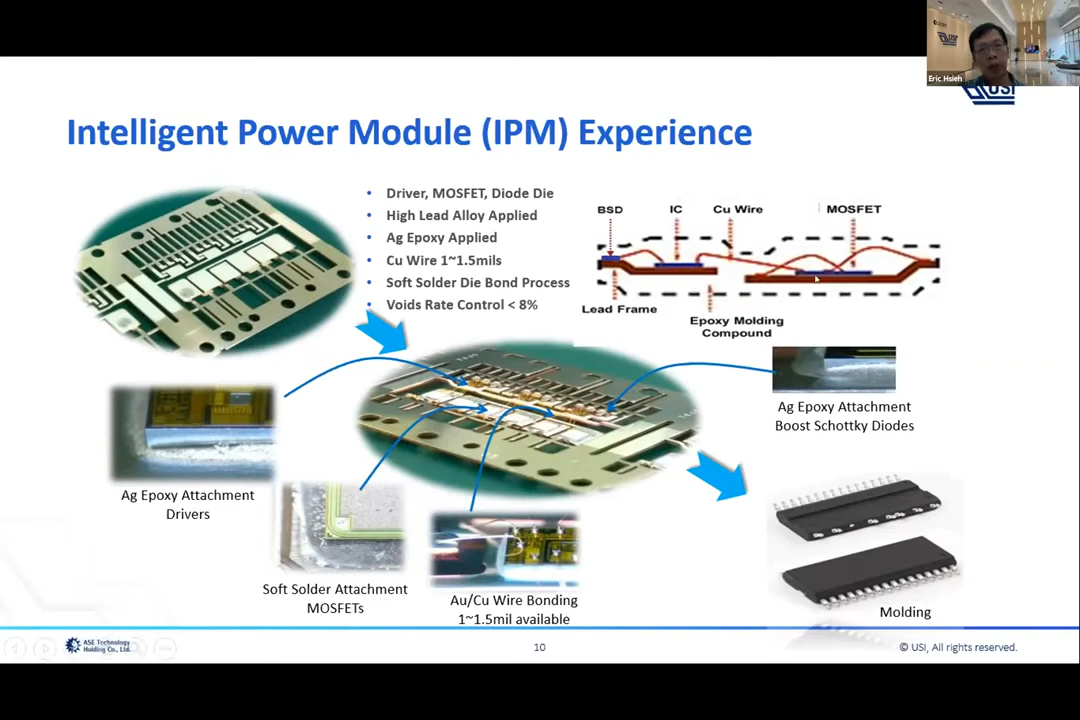 USI
Eric Hsieh
USI
Intelligent Power Module (IPM) Experience
• Driver, MOSFET, Diode Die
• High Lead Alloy Applied
• Ag Epoxy Applied
• Cu Wire 1~1.5mils
• Soft Solder Die Bond Process
• Voids Rate Control < 8%
BSD IC Cu Wire MOSFET
Lead Frame
Epoxy Molding
Compound
Ag Epoxy Attachment
Boost Schottky Diodes
Ag Epoxy Attachment
Drivers
Soft Solder Attachment
MOSFETs
Au/Cu Wire Bonding
1~1.5mil available
Molding
ASE Technology
Holding Co., Ltd.
10
© USI, All rights reserved.